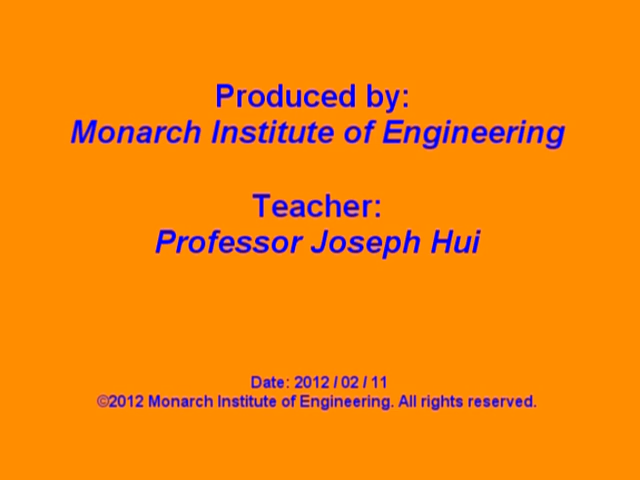 Produced by:
Monarch Institute of Engineering
Teacher:
Professor Joseph Hui
Date: 2012 / 02 / 11
©2012 Monarch Institute of Engineering. All rights reserved.